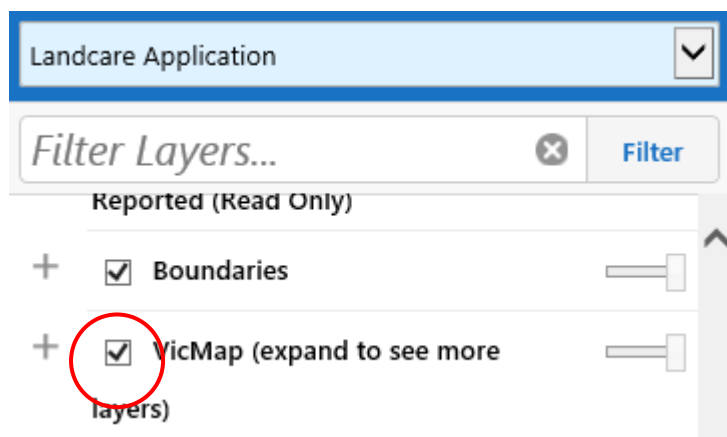 Landcare Application
Filter Layers...
Filter
Reported (Read Only)
Boundaries
VicMap (expand to see more
layers)